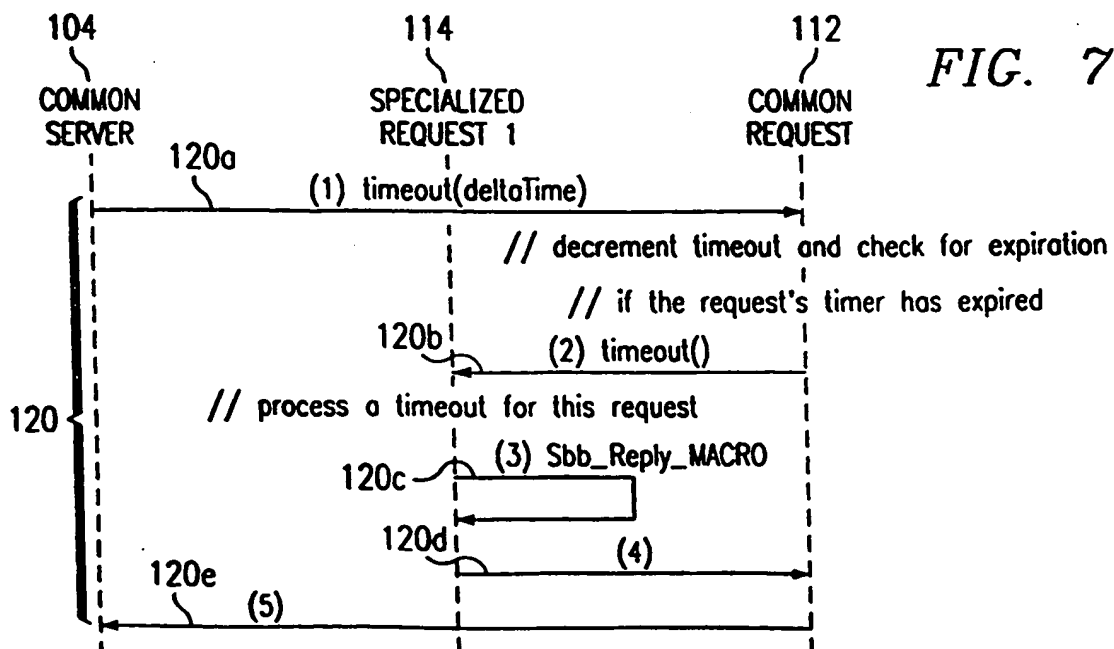 104
114
112
FIG. 7
COMMON
SERVER
SPECIALIZED
REQUEST 1
COMMON
REQUEST
120a
(1) timeout(deltaTime)
// decrement timeout and check for expiration
// if the request's timer has expired
120b
(2) timeout()
120
// process a timeout for this request
120c
(3) Sbb_Reply_MACRO
120d
(4)
120e
(5)